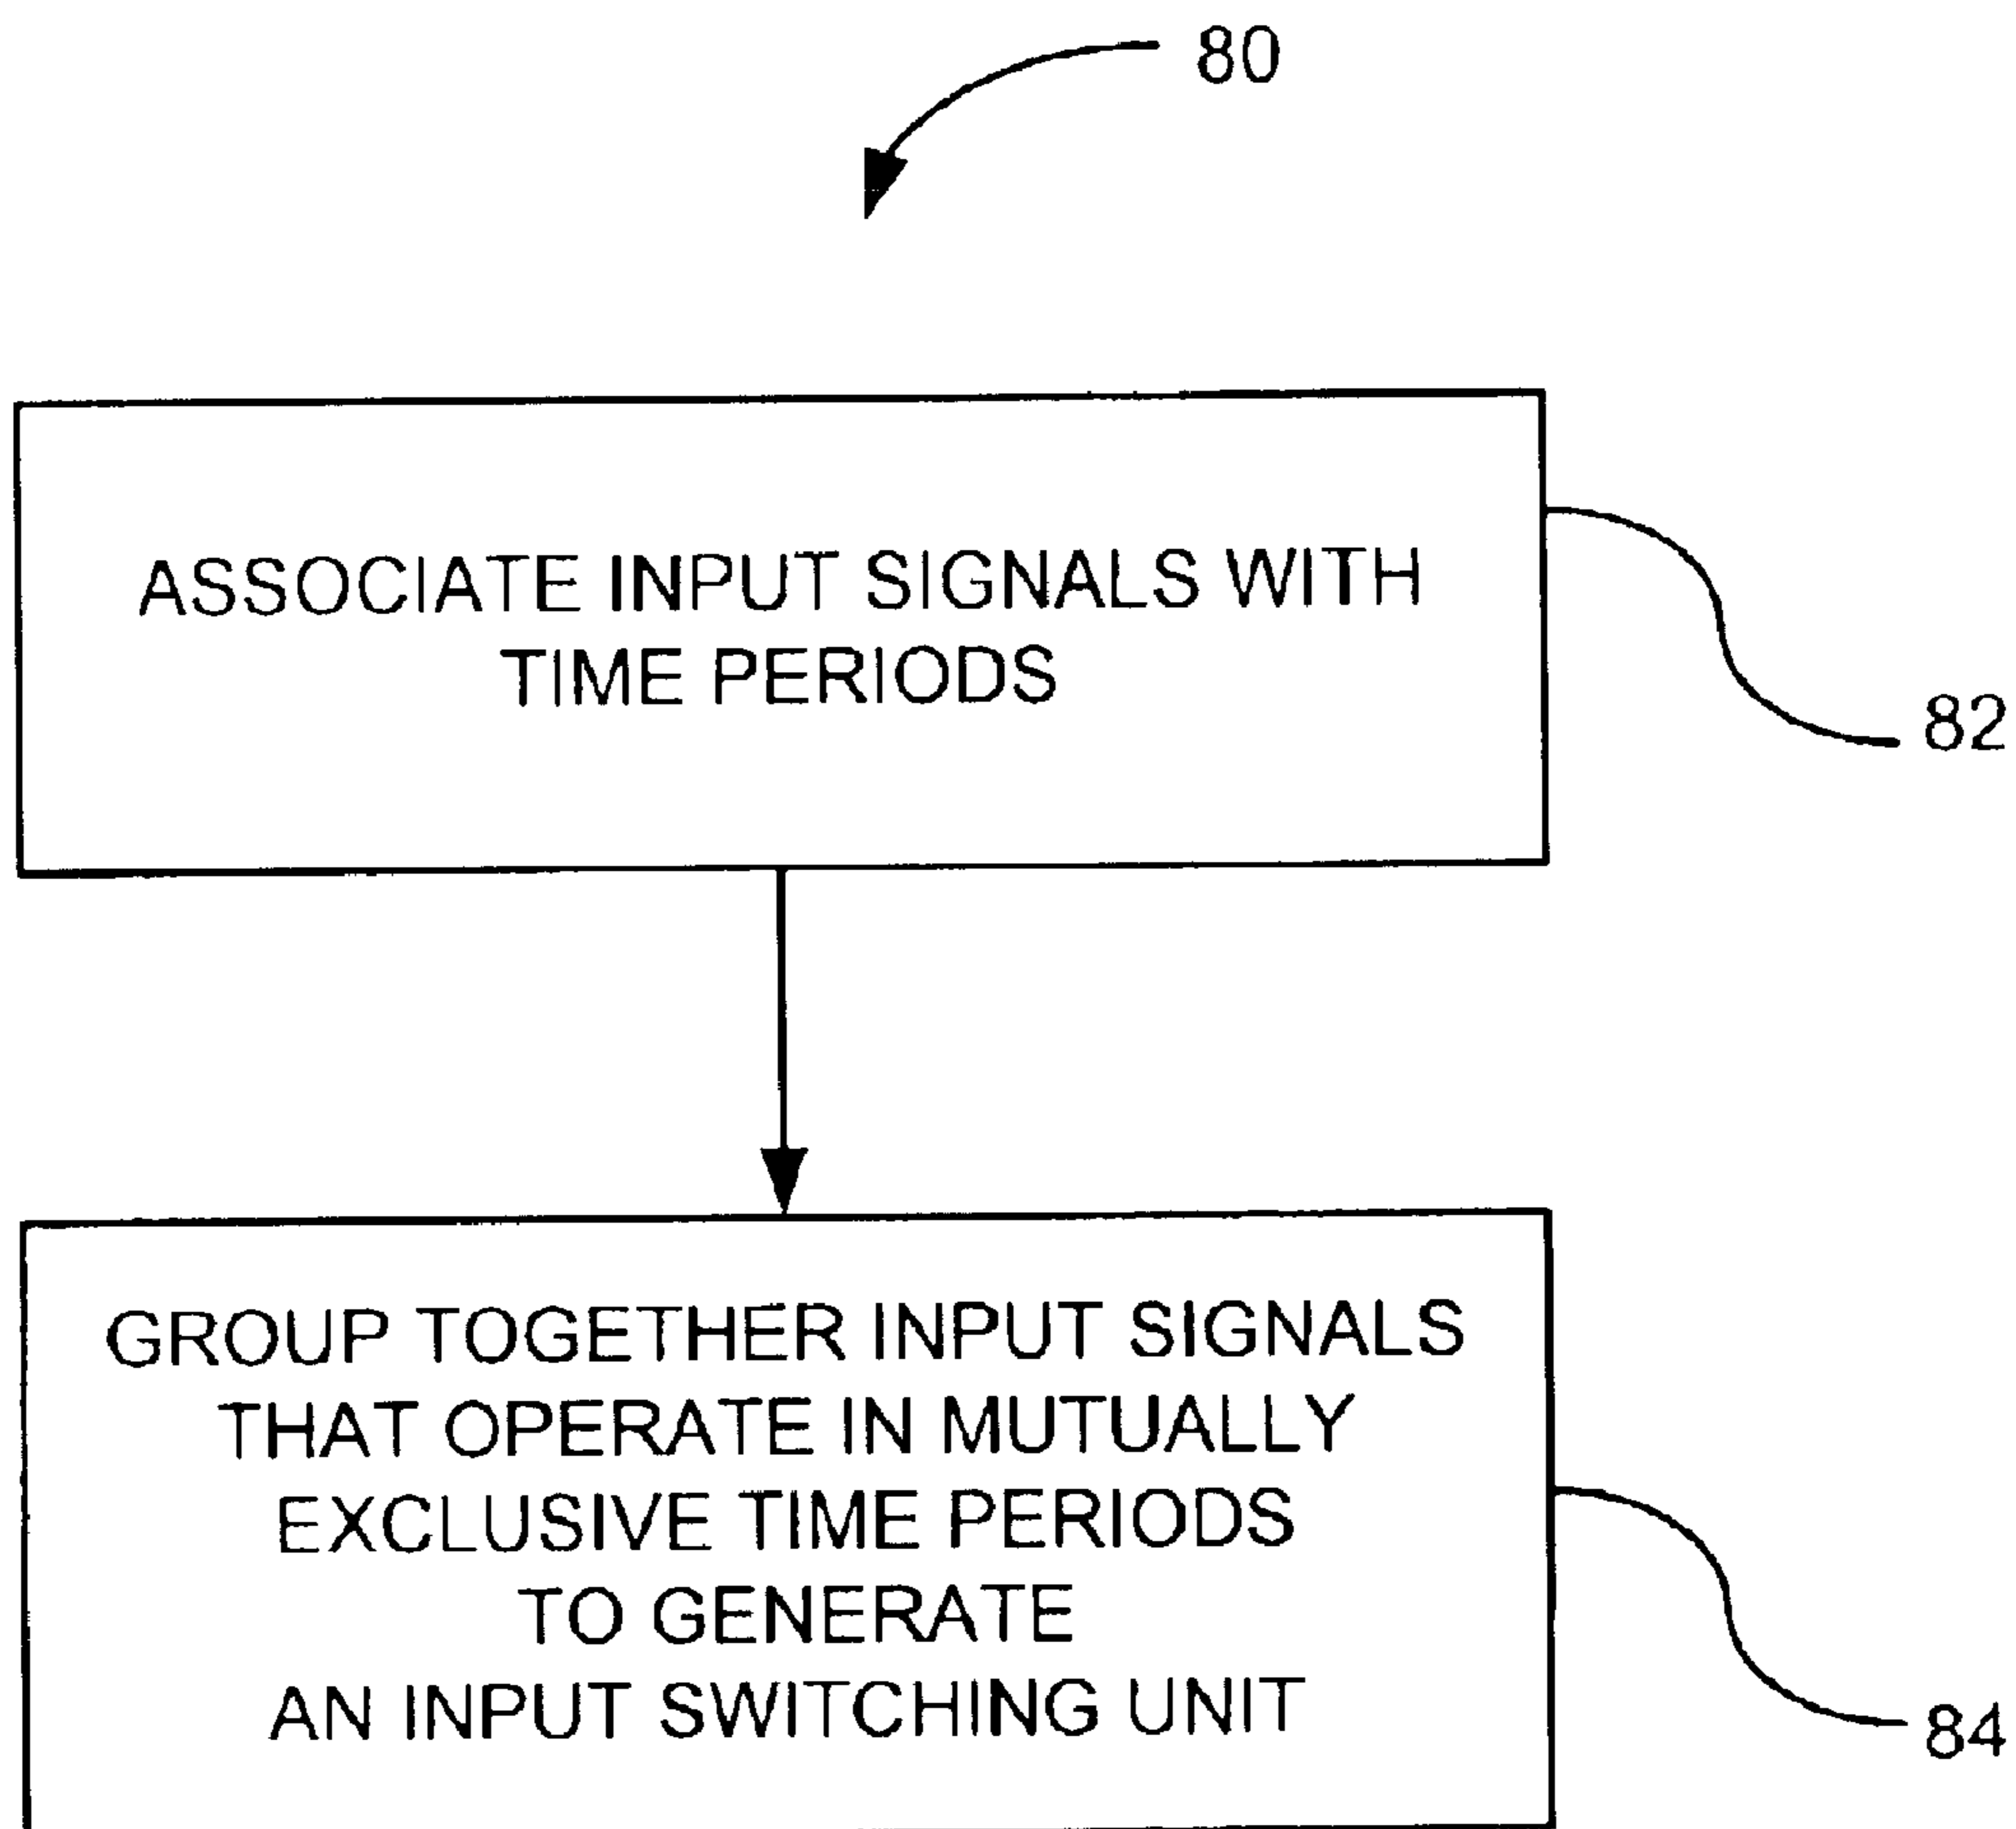 80
ASSOCIATE INPUT SIGNALS WITH
TIME PERIODS
82
GROUP TOGETHER INPUT SIGNALS
THAT OPERATE IN MUTUALLY
EXCLUSIVE TIME PERIODS
TO GENERATE
AN INPUT SWITCHING UNIT
84